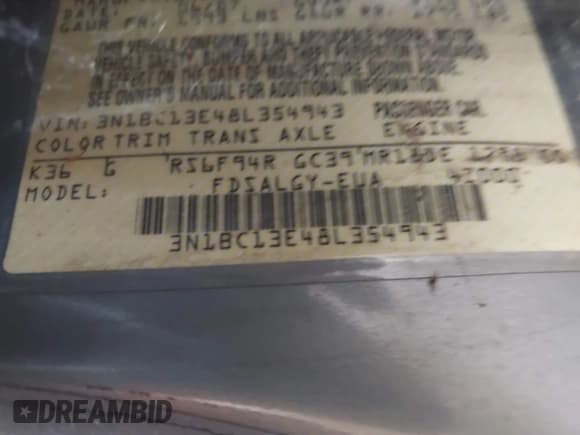 THIS VEHICLE CONFORMS TO ALL APPLICABLE FEDERAL MOTOR
VEHICLE SAFETY, BUMPER, AND THEFT PREVENTION STANDARDS
IN EFFECT ON THE DATE OF MANUFACTURE SHOWN ABOVE.
SEE OWNER'S MANUAL FOR ADDITIONAL INFORMATION.
VIN: 3N1BC13E48L354943 PASSENGER CAR
COLOR TRIM TRANS AXLE ENGINE
K36 G RS6F94R GC39 MR18DE
MODEL: FDSALGY-EUA
3N1BC13E48L354943
DREAMBID